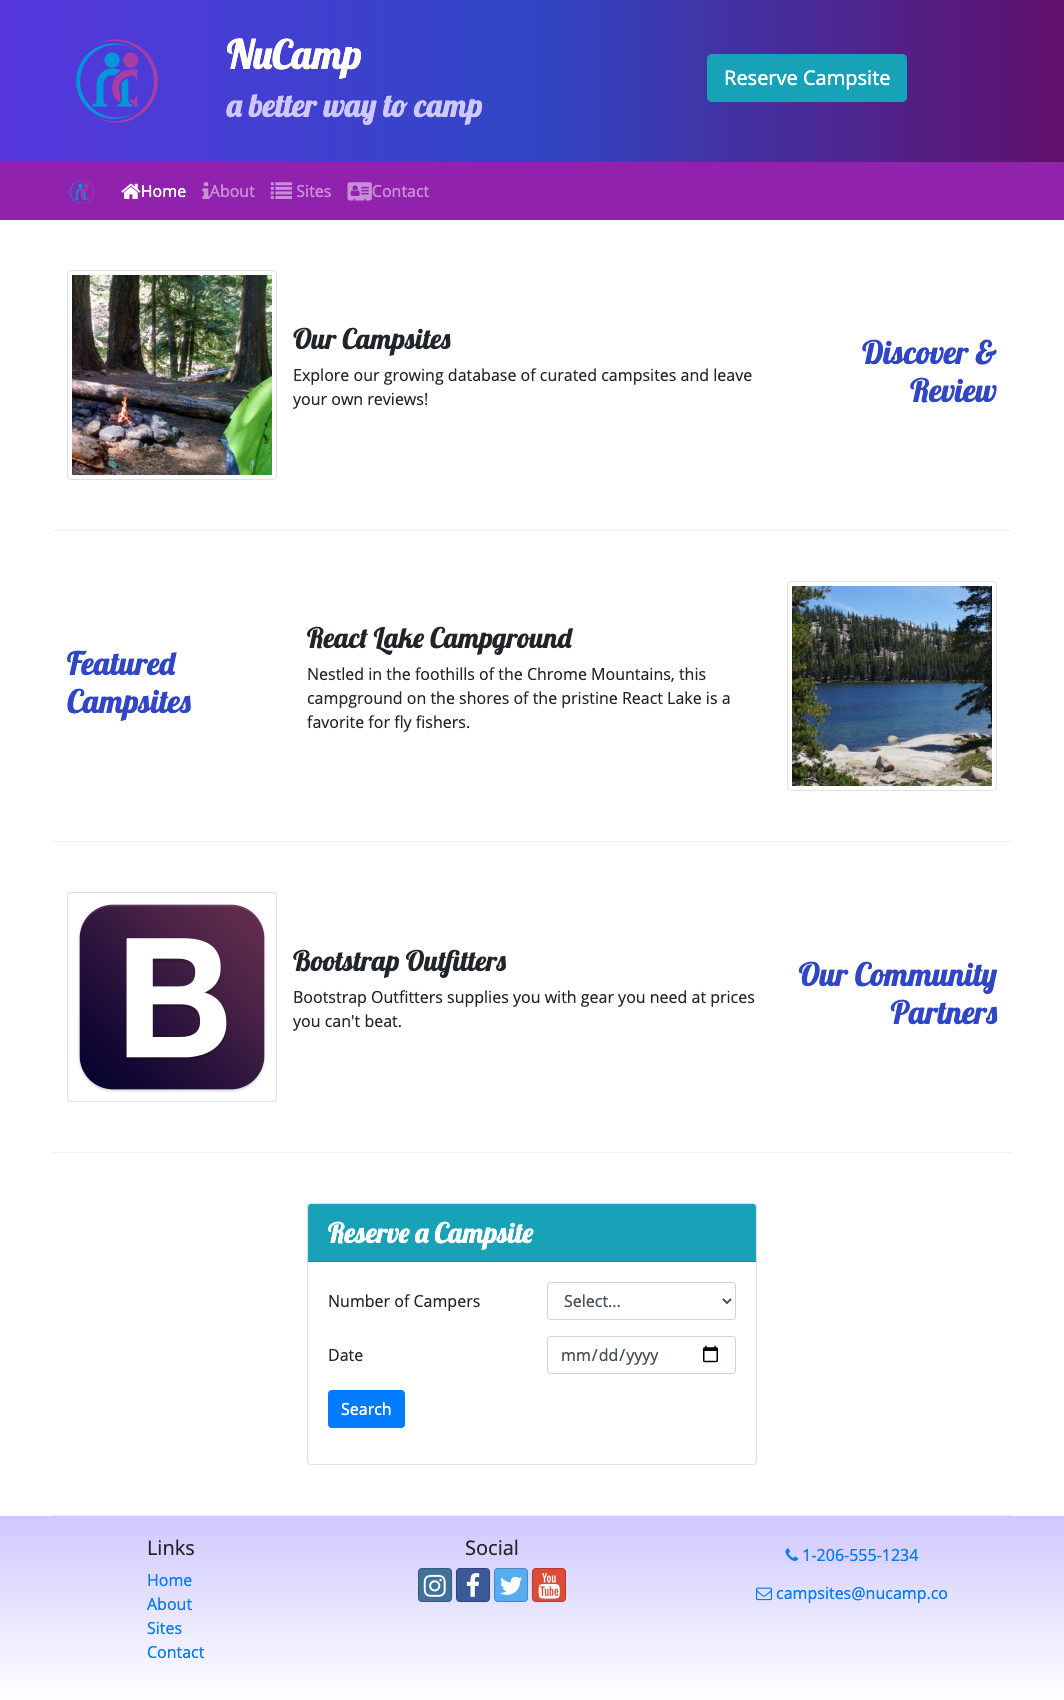 NuCamp
a better way to camp
Reserve Campsite
Home About Sites Contact
Our Campsites
Explore our growing database of curated campsites and leave
your own reviews!
Discover &
Review
Featured
Campsites
React Lake Campground
Nestled in the foothills of the Chrome Mountains, this
campground on the shores of the pristine React Lake is a
favorite for fly fishers.
B
Bootstrap Outfitters
Bootstrap Outfitters supplies you with gear you need at prices
you can't beat.
Our Community
Partners
Reserve a Campsite
Number of Campers
Select...
Date
mm/dd/yyyy
Search
Links
Home
About
Sites
Contact
Social
You
Tube
1-206-555-1234
campsites@nucamp.co